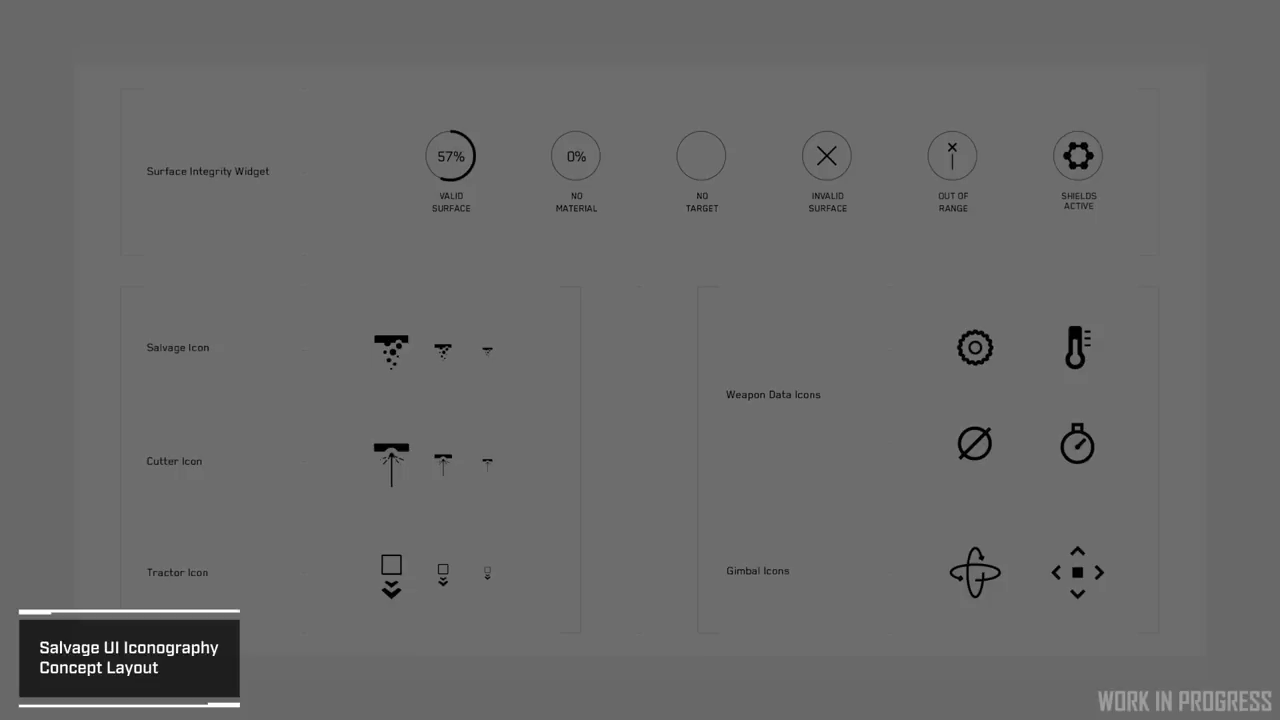 Surface Integrity Widget
57%
VALID
SURFACE
0%
NO
MATERIAL
NO
TARGET
INVALID
SURFACE
OUT OF
RANGE
SHIELDS
ACTIVE
Salvage Icon
Cutter Icon
Tractor Icon
Weapon Data Icons
Gimbal Icons
Salvage UI Iconography
Concept Layout
WORK IN PROGRESS